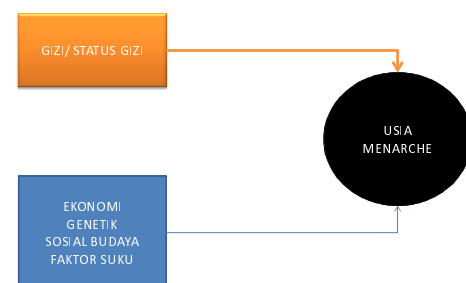 GIZI/ STATUS GIZI
USIA
MENARCHE
EKONOMI
GENETIK
SOSIAL BUDAYA
FAKTOR SUKU